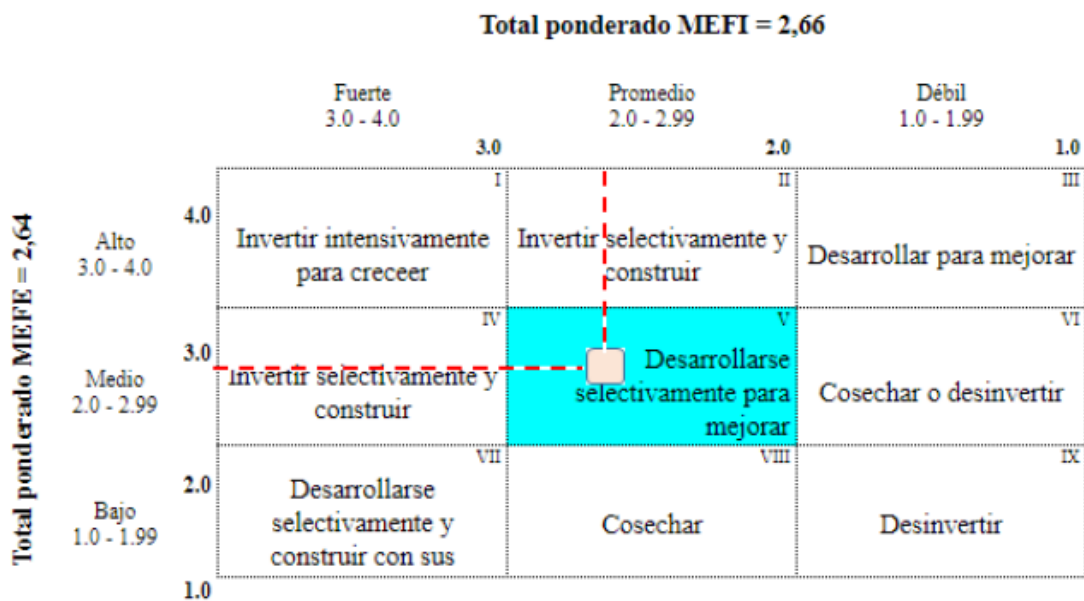 Total ponderado MEFI = 2,66
Fuerte
3.0 - 4.0
Promedio
2.0 - 2.99
Débil
1.0 - 1.99
3.0
2.0
1.0
Total ponderado MEFE = 2,64
Alto
3.0 - 4.0
4.0
I
Invertir intensivamente
para creceer
II
Invertir selectivamente y
construir
III
Desarrollar para mejorar
Medio
2.0 - 2.99
3.0
IV
Invertir selectivamente y
construir
V
Desarrollarse
selectivamente para
mejorar
VI
Cosechar o desinvertir
Bajo
1.0 - 1.99
2.0
VII
Desarrollarse
selectivamente y
construir con sus
VIII
Cosechar
IX
Desinvertir
1.0